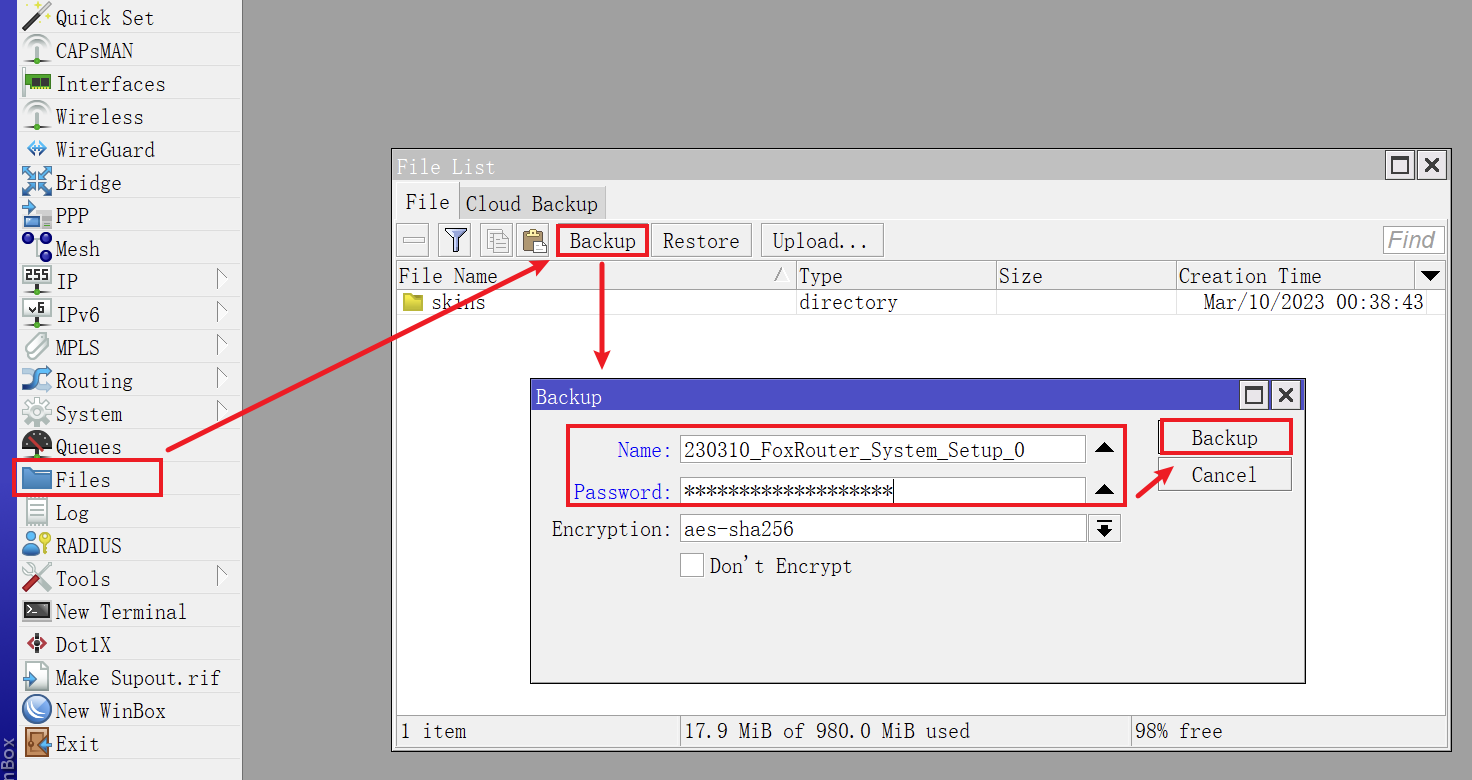 Quick Set
CAPsMAN
Interfaces
Wireless
WireGuard
Bridge
PPP
Mesh
255 IP
v6 IPv6
MPLS
Routing
System
Queues
Files
Log
RADIUS
Tools
New Terminal
Dot1X
Make Supout.rif
New WinBox
Exit
nBox
File List
File Cloud Backup
Backup Restore Upload... Find
File Name Type Size Creation Time
skins directory Mar/10/2023 00:38:43
Backup
Name: 230310_FoxRouter_System_Setup_0 Backup
Password: ******************* Cancel
Encryption: aes-sha256
Don't Encrypt
1 item 17.9 MiB of 980.0 MiB used 98% free